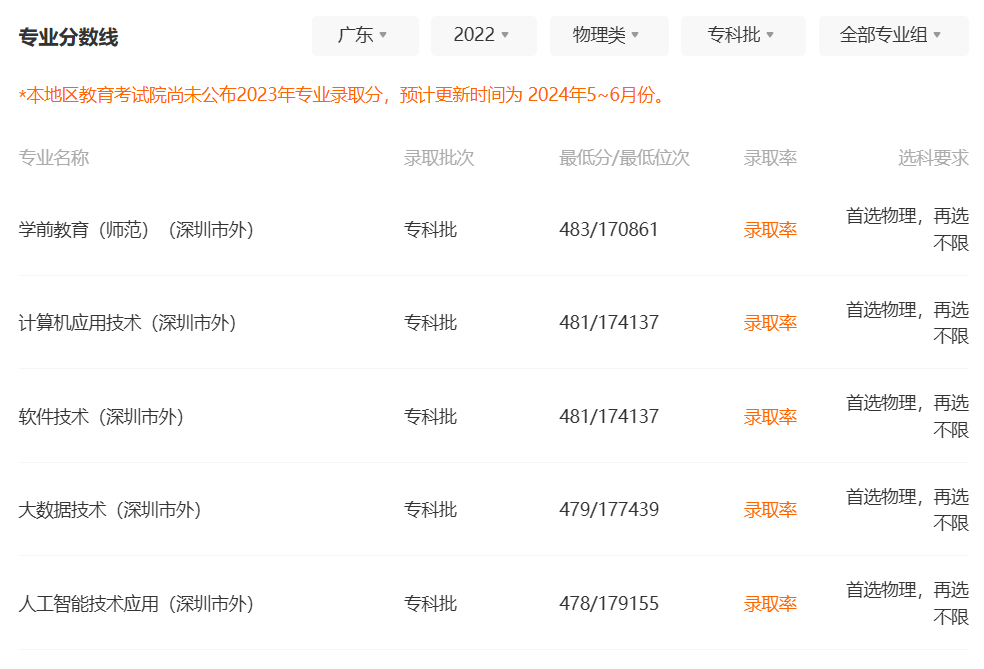 专业分数线 广东 2022 物理类 专科批 全部专业组
*本地区教育考试院尚未公布2023年专业录取分，预计更新时间为 2024年5~6月份。
专业名称 录取批次 最低分/最低位次 录取率 选科要求
学前教育（师范）（深圳市外） 专科批 483/170861 录取率 首选物理，再选
不限
计算机应用技术（深圳市外） 专科批 481/174137 录取率 首选物理，再选
不限
软件技术（深圳市外） 专科批 481/174137 录取率 首选物理，再选
不限
大数据技术（深圳市外） 专科批 479/177439 录取率 首选物理，再选
不限
人工智能技术应用（深圳市外） 专科批 478/179155 录取率 首选物理，再选
不限